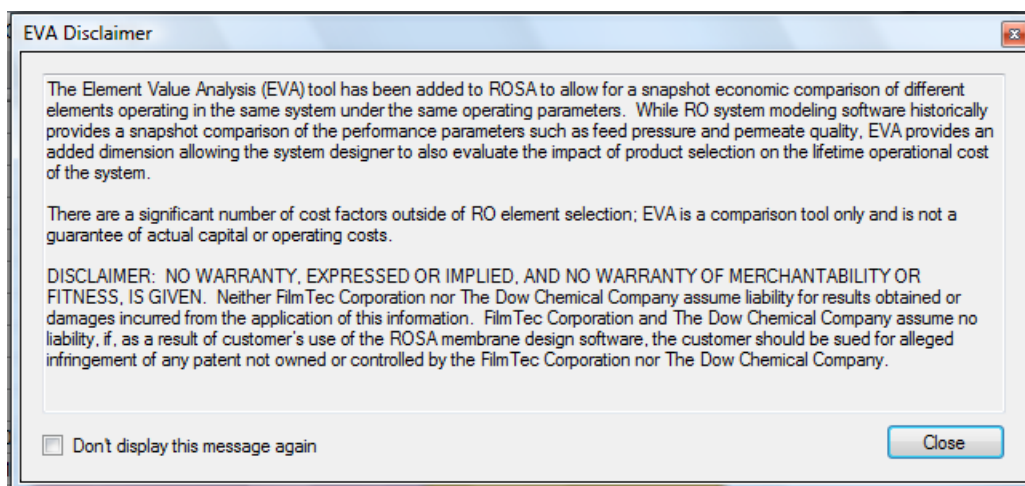 EVA Disclaimer
The Element Value Analysis (EVA) tool has been added to ROSA to allow for a snapshot economic comparison of different
elements operating in the same system under the same operating parameters.  While RO system modeling software historically
provides a snapshot comparison of the performance parameters such as feed pressure and permeate quality, EVA provides an
added dimension allowing the system designer to also evaluate the impact of product selection on the lifetime operational cost
of the system.
There are a significant number of cost factors outside of RO element selection; EVA is a comparison tool only and is not a
guarantee of actual capital or operating costs.
DISCLAIMER:  NO WARRANTY, EXPRESSED OR IMPLIED, AND NO WARRANTY OF MERCHANTABILITY OR
FITNESS, IS GIVEN.  Neither FilmTec Corporation nor The Dow Chemical Company assume liability for results obtained or
damages incurred from the application of this information.  FilmTec Corporation and The Dow Chemical Company assume no
liability, if, as a result of customer's use of the ROSA membrane design software, the customer should be sued for alleged
infringement of any patent not owned or controlled by the FilmTec Corporation nor The Dow Chemical Company.
Don't display this message again
Close